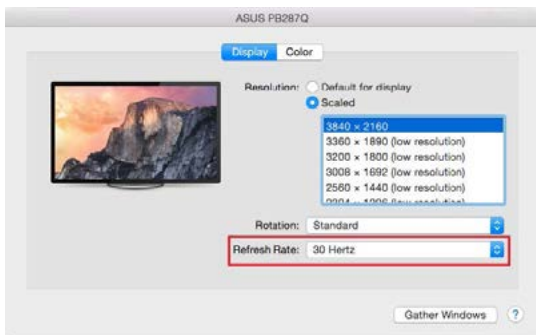 ASUS PB287Q
Display Color
Resolution: Default for display
Scaled
3840 × 2160
3360 × 1890 (low resolution)
3200 × 1800 (low resolution)
3008 × 1692 (low resolution)
2560 × 1440 (low resolution)
Rotation: Standard
Refresh Rate: 30 Hertz
Gather Windows ?